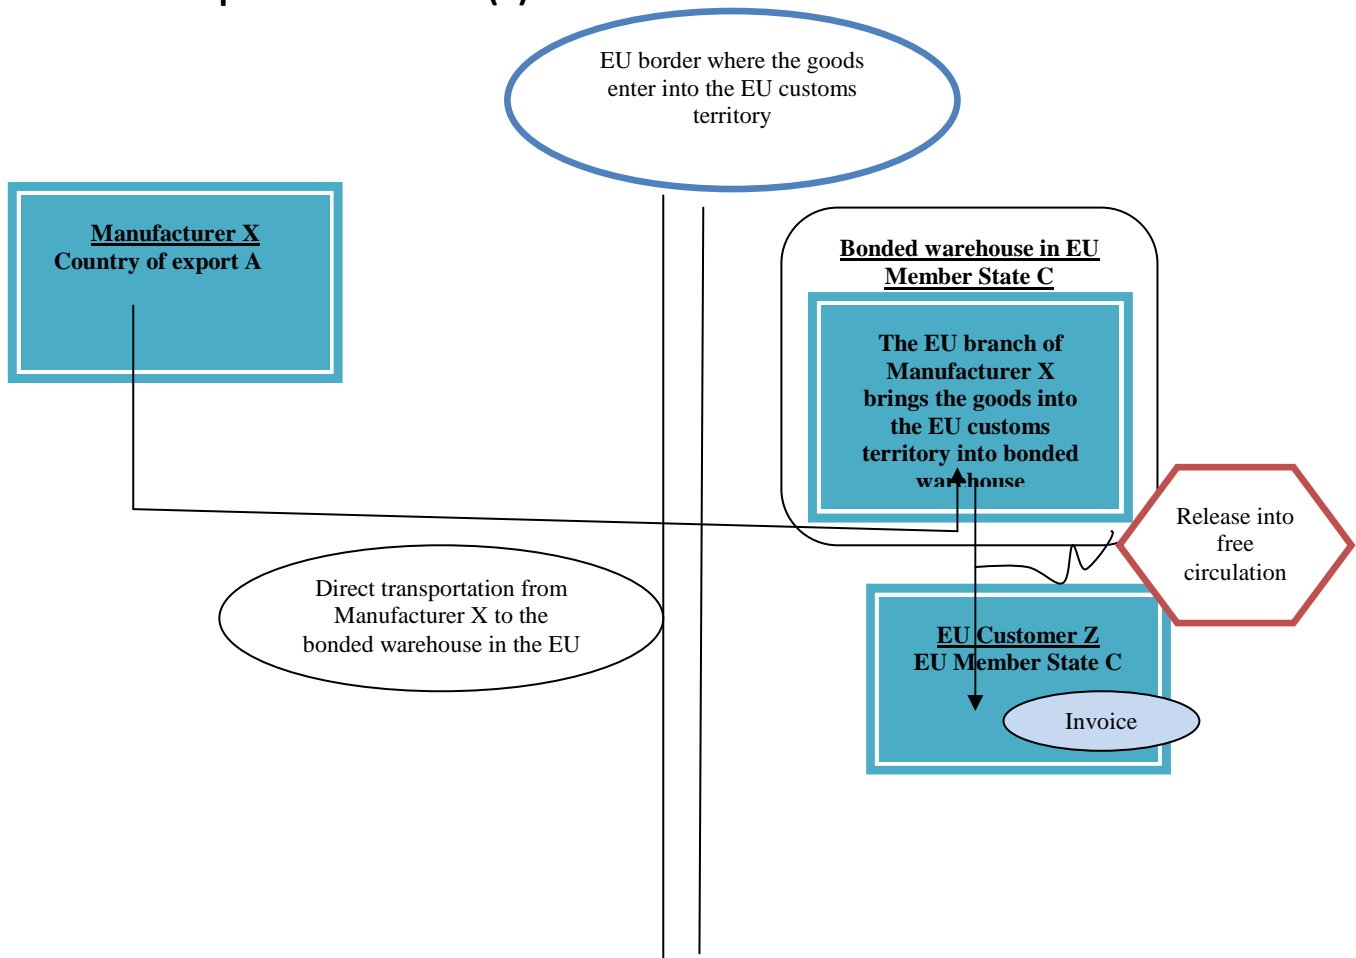 EU border where the goods
enter into the EU customs
territory
Manufacturer X
Country of export A
Bonded warehouse in EU
Member State C
The EU branch of
Manufacturer X
brings the goods into
the EU customs
territory into bonded
warehouse
Release into
free
circulation
Direct transportation from
Manufacturer X to the
bonded warehouse in the EU
EU Customer Z
EU Member State C
Invoice